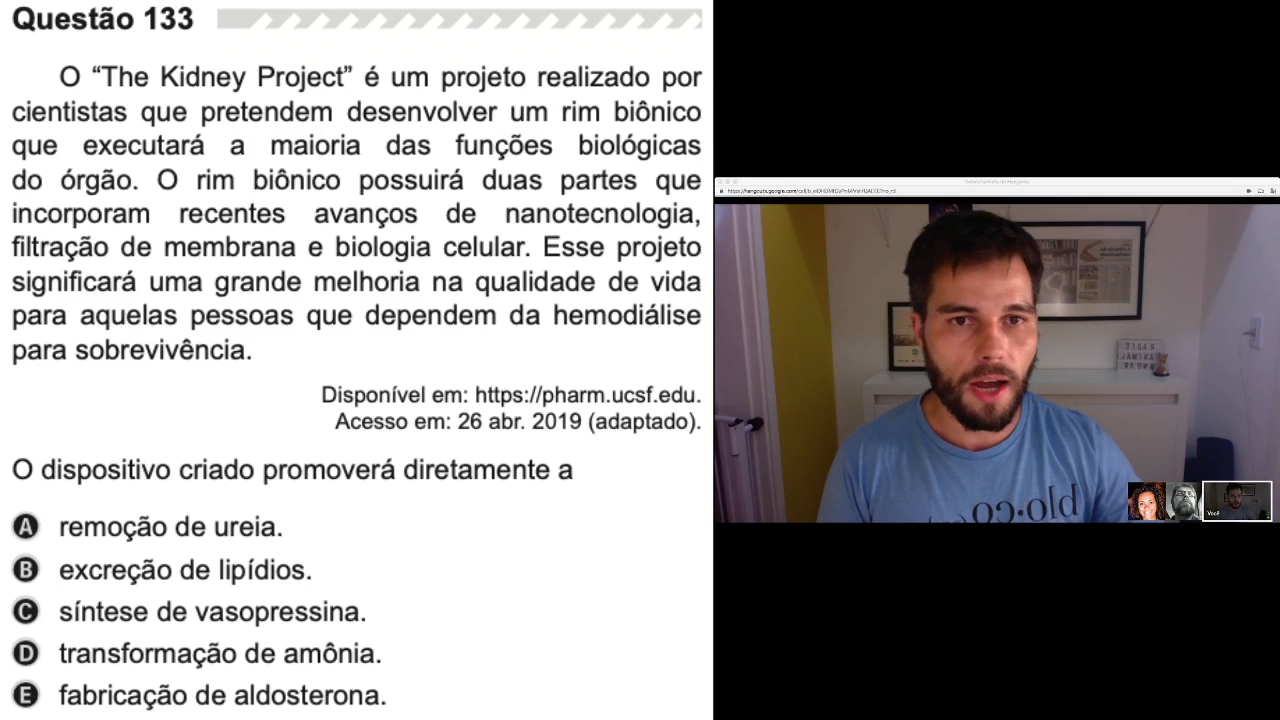 Questão 133
O “The Kidney Project” é um projeto realizado por
cientistas que pretendem desenvolver um rim biônico
que executará a maioria das funções biológicas
do órgão. O rim biônico possuirá duas partes que
incorporam recentes avanços de nanotecnologia,
filtração de membrana e biologia celular. Esse projeto
significará uma grande melhoria na qualidade de vida
para aquelas pessoas que dependem da hemodiálise
para sobrevivência.
Disponível em: https://pharm.ucsf.edu.
Acesso em: 26 abr. 2019 (adaptado).
O dispositivo criado promoverá diretamente a
A remoção de ureia.
B excreção de lipídios.
C síntese de vasopressina.
D transformação de amônia.
E fabricação de aldosterona.
Você